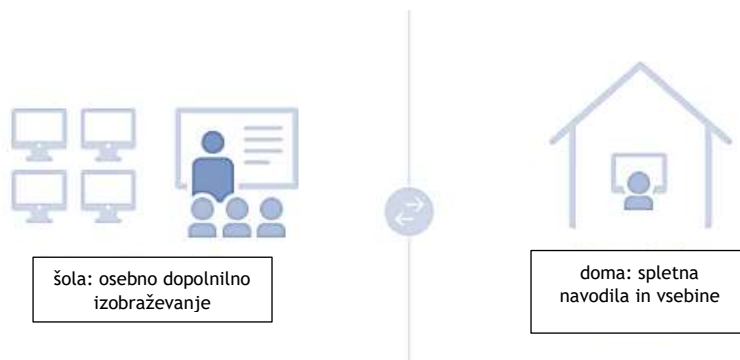 šola: osebno dopolnilno
izobraževanje
doma: spletna
navodila in vsebine